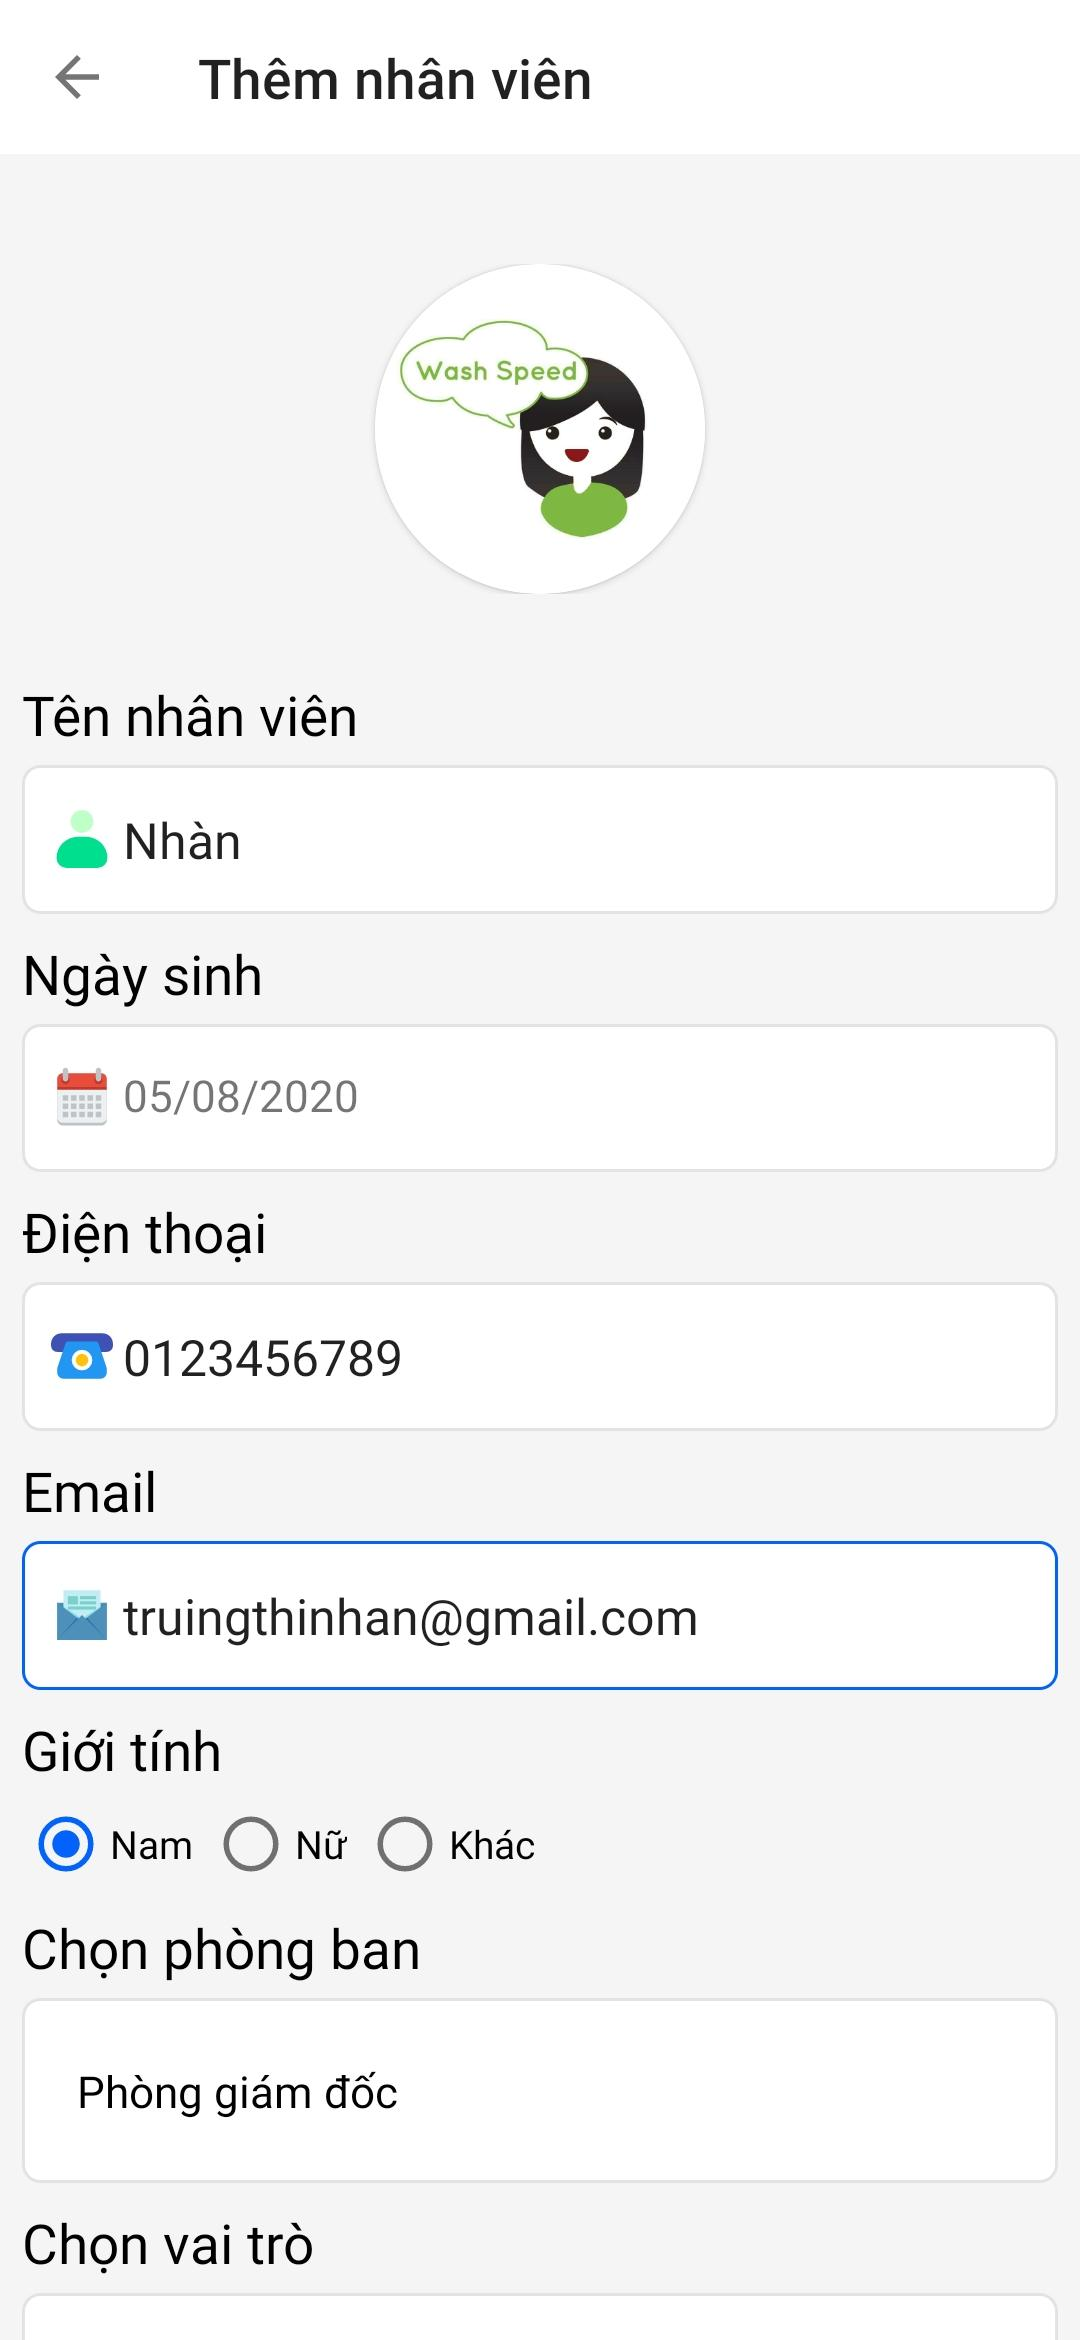 Thêm nhân viên
Wash Speed
Tên nhân viên
Nhàn
Ngày sinh
05/08/2020
Điện thoại
0123456789
Email
truingthinhan@gmail.com
Giới tính
Nam Nữ Khác
Chọn phòng ban
Phòng giám đốc
Chọn vai trò